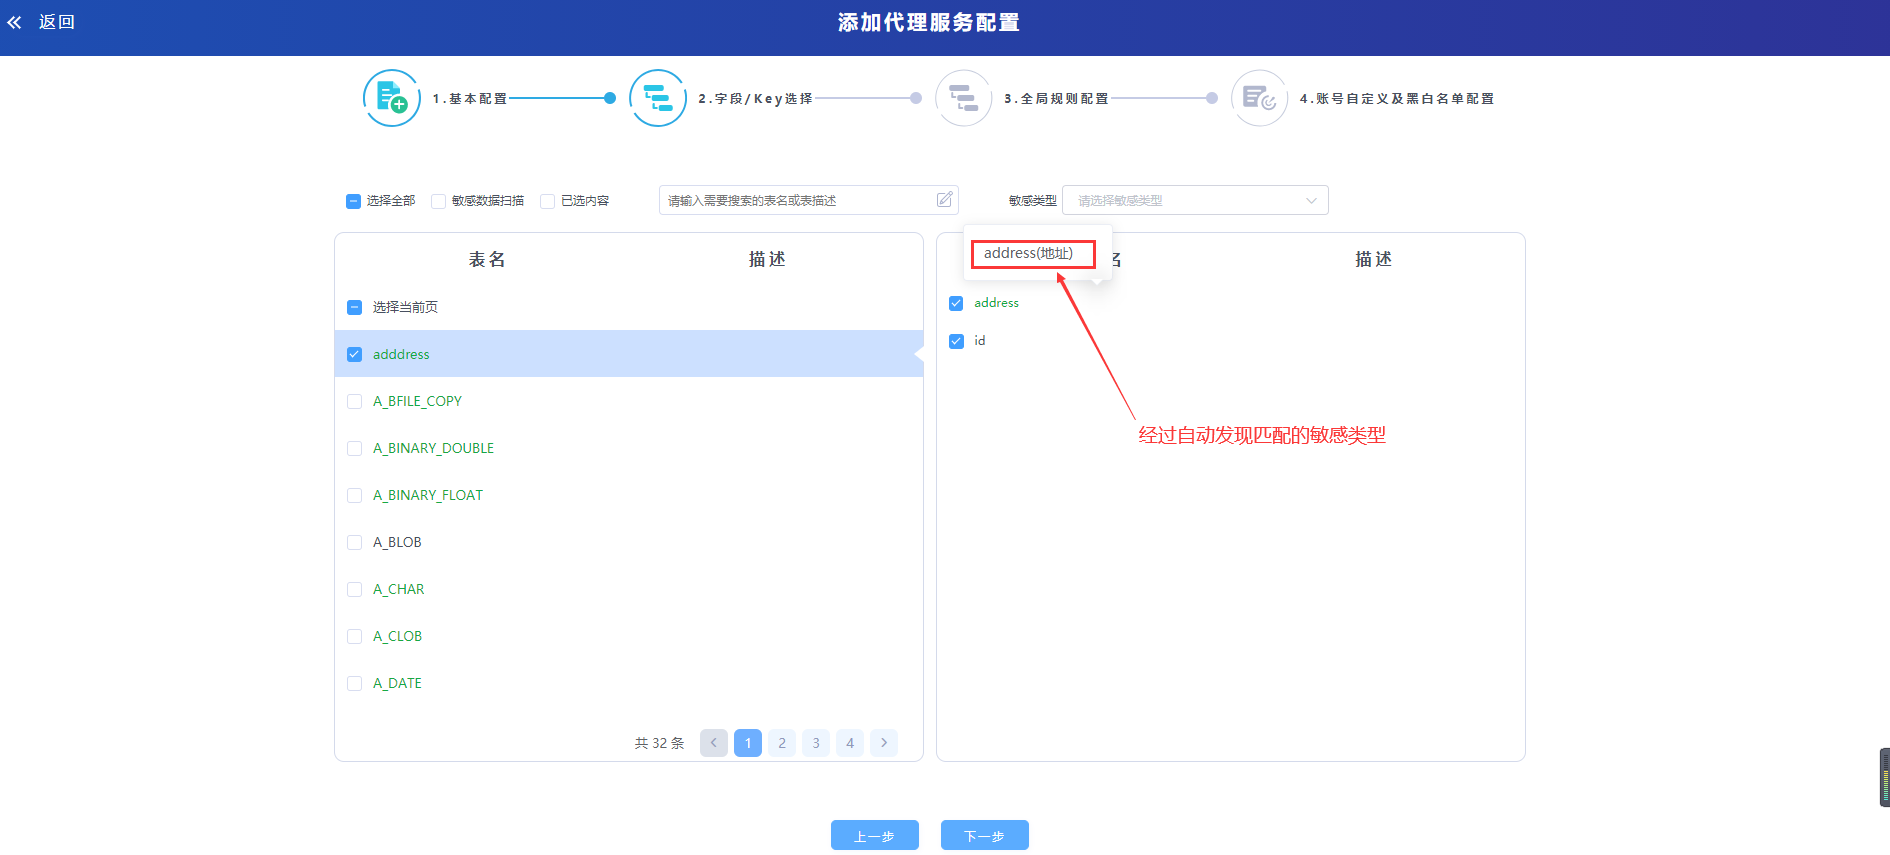 返回
添加代理服务配置
1.基本配置
2.字段/Key选择
3.全局规则配置
4.账号自定义及黑白名单配置
选择全部 敏感数据扫描 已选内容 请输入需要搜索的表名或表描述 敏感类型 请选择敏感类型
表名 描述
选择当前页
adddress
A_BFILE_COPY
A_BINARY_DOUBLE
A_BINARY_FLOAT
A_BLOB
A_CHAR
A_CLOB
A_DATE
共 32 条 1 2 3 4
address(地址)
名 描述
address
id
经过自动发现匹配的敏感类型
上一步 下一步